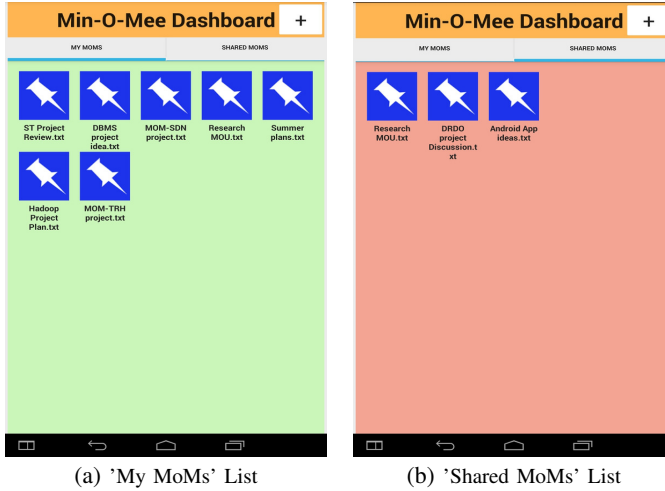 Min-O-Mee Dashboard +
MY MOMS SHARED MOMS
ST Project
Review.txt
DBMS
project
idea.txt
MOM-SDN
project.txt
Research
MOU.txt
Summer
plans.txt
Hadoop
Project
Plan.txt
MOM-TRH
project.txt
(a) 'My MoMs' List
Min-O-Mee Dashboard +
MY MOMS SHARED MOMS
Research
MOU.txt
DRDO
project
Discussion.t
xt
Android App
ideas.txt
(b) 'Shared MoMs' List